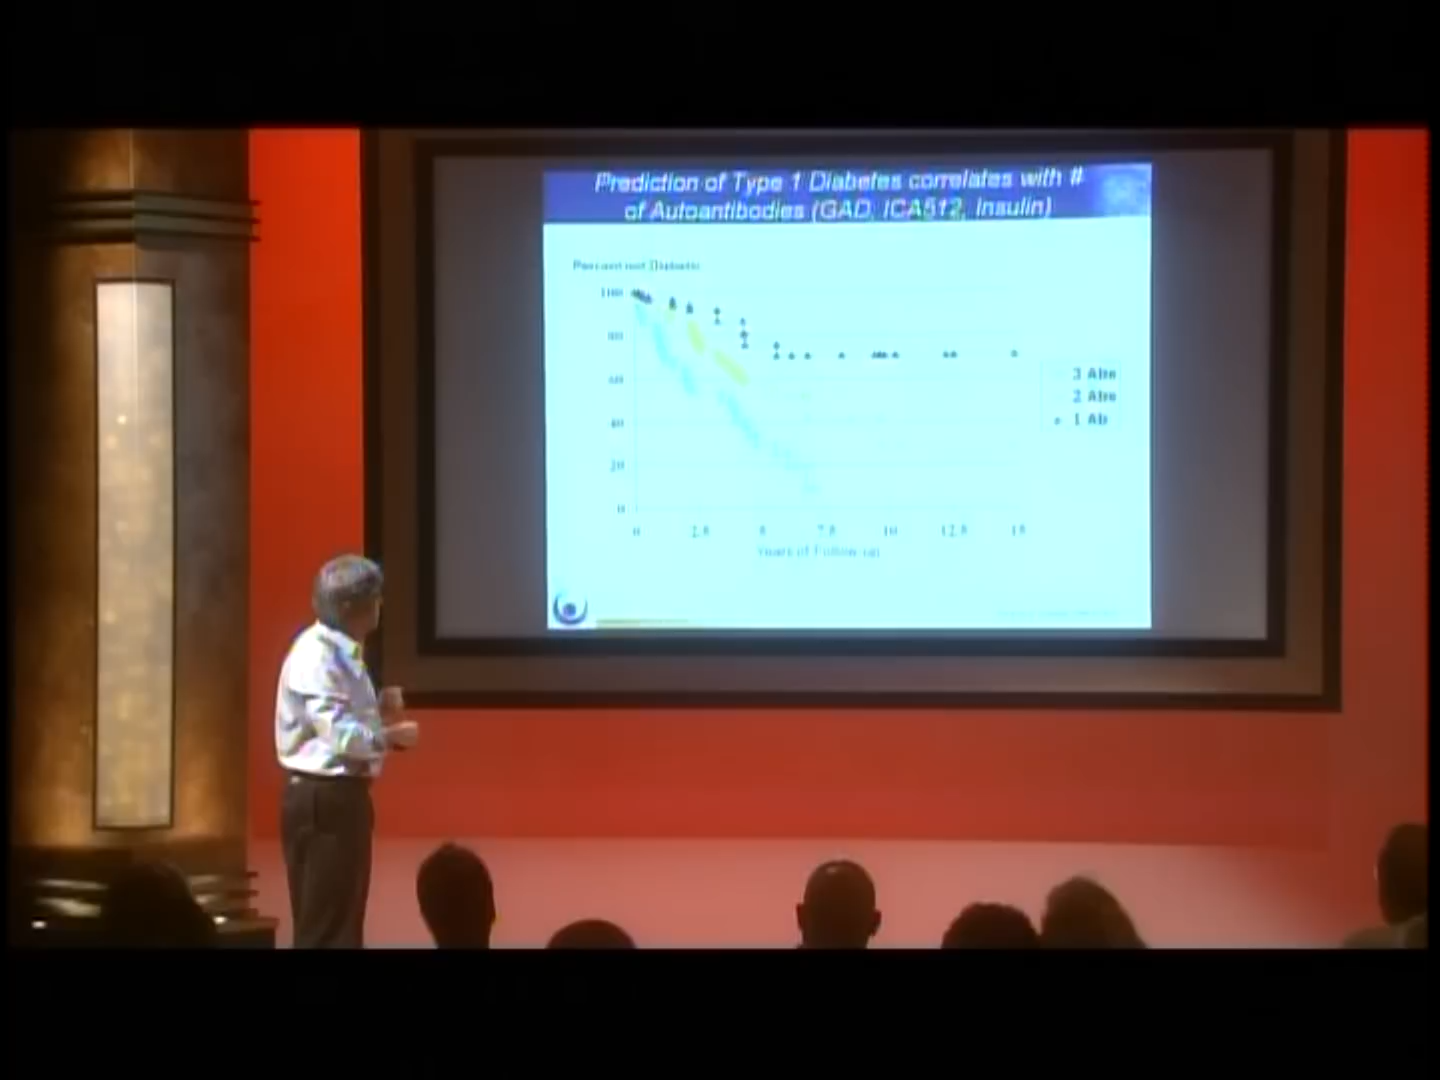 Prediction of Type 1 Diabetes correlates with #
of Autoantibodies (GAD, ICA512, Insulin)
Percent not Diabetic
100
80
60
40
20
0
0 2.5 5 7.5 10 12.5 15
Years of Follow-up
3 Abs
2 Abs
1 Ab